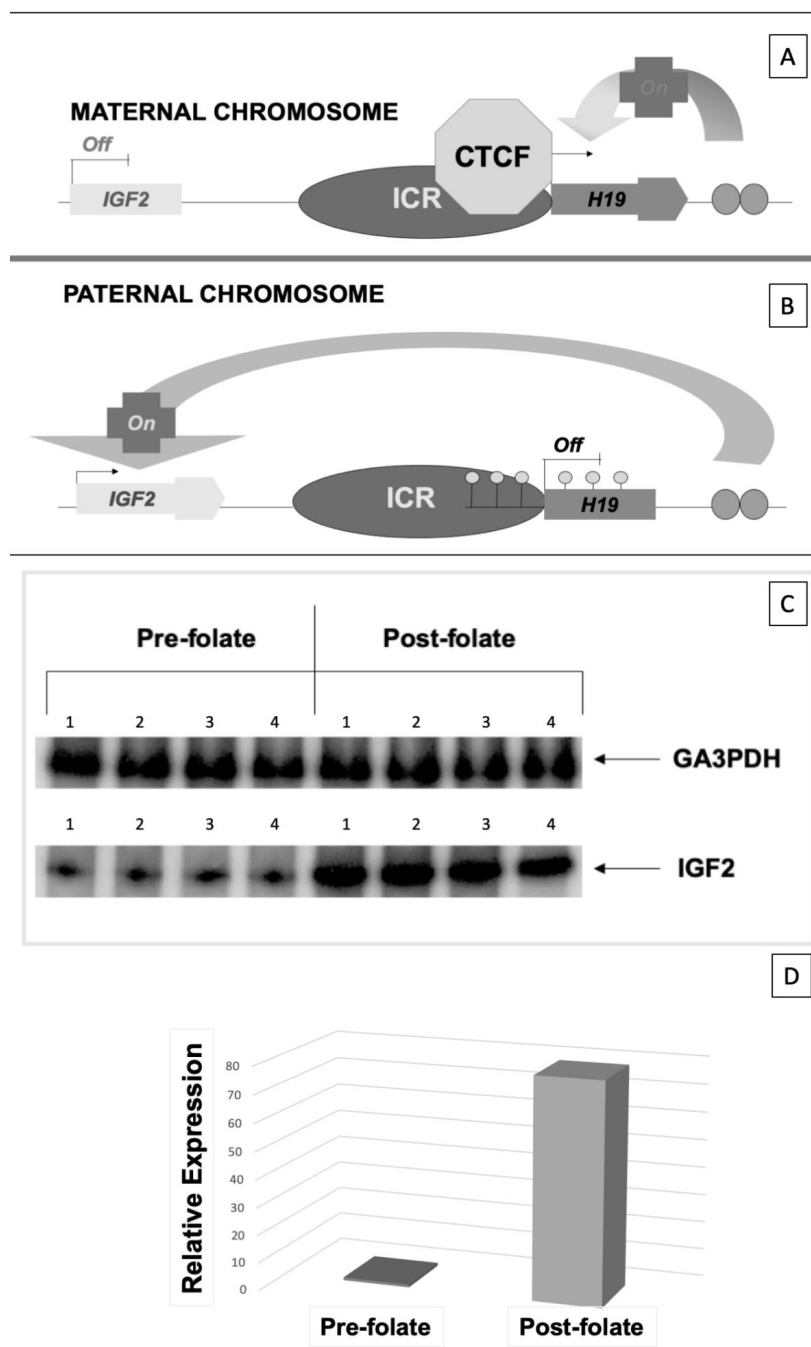 A
On
MATERNAL CHROMOSOME
Off
CTCF
IGF2
ICR
H19
PATERNAL CHROMOSOME
B
On
Off
IGF2
ICR
H19
C
Pre-folate Post-folate
1 2 3 4 1 2 3 4
GA3PDH
1 2 3 4 1 2 3 4
IGF2
D
Relative Expression
80
70
60
50
40
30
20
10
0
Pre-folate Post-folate